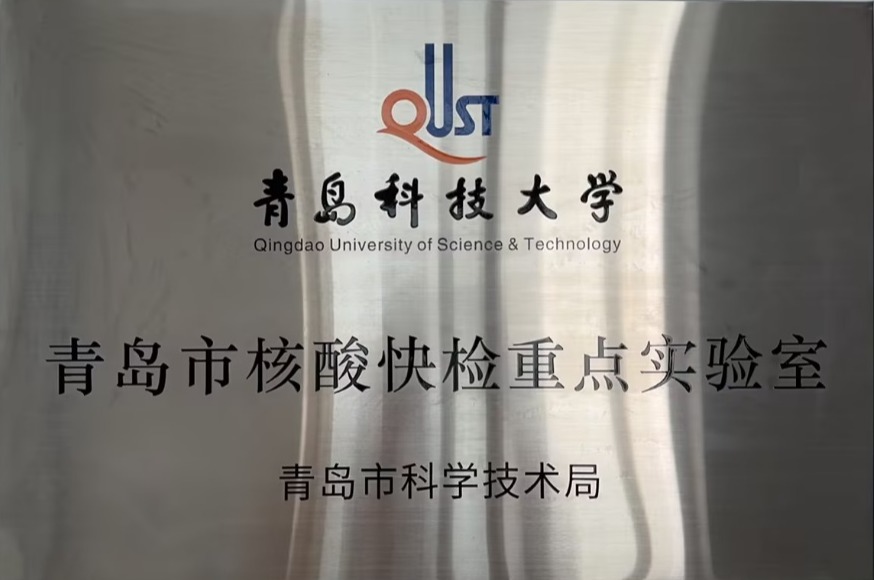 QUST
青岛科技大学
Qingdao University of Science & Technology
青岛市核酸快检重点实验室
青岛市科学技术局